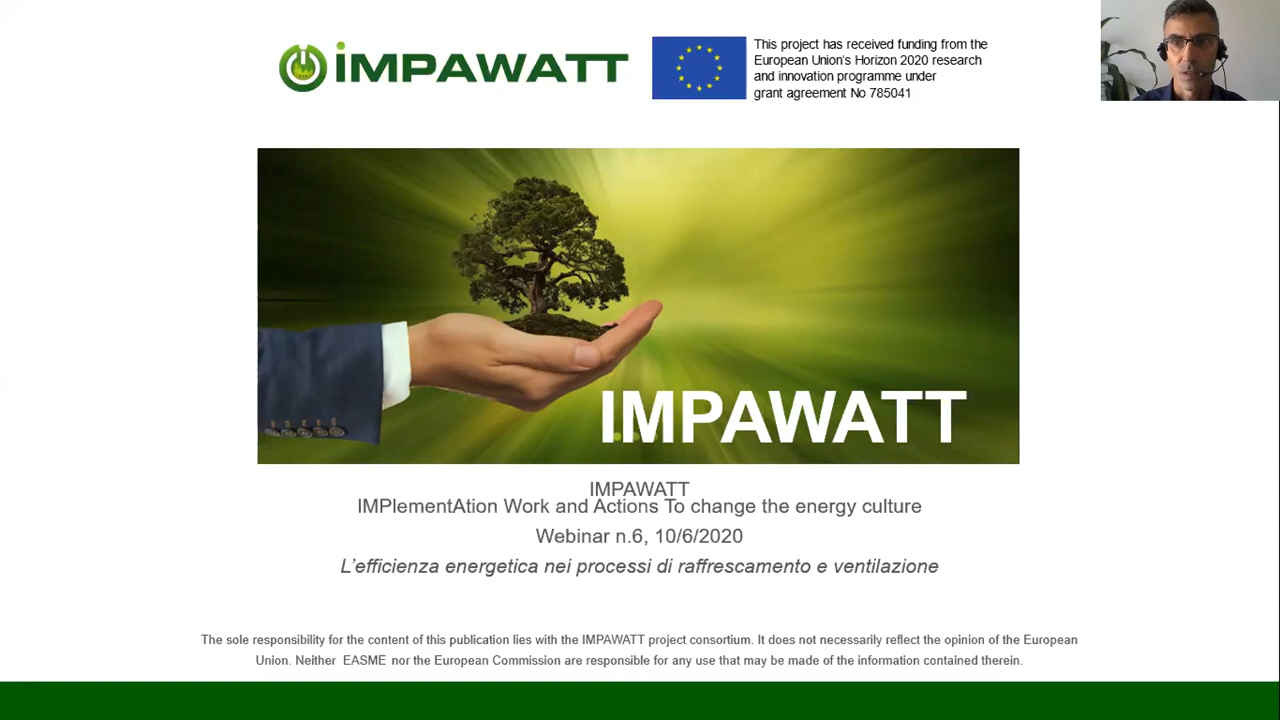 iMPAWATT
This project has received funding from the
European Union's Horizon 2020 research
and innovation programme under
grant agreement No 785041
IMPAWATT
IMPAWATT
IMPlementAtion Work and Actions To change the energy culture
Webinar n.6, 10/6/2020
L'efficienza energetica nei processi di raffrescamento e ventilazione
The sole responsibility for the content of this publication lies with the IMPAWATT project consortium. It does not necessarily reflect the opinion of the European
Union. Neither EASME nor the European Commission are responsible for any use that may be made of the information contained therein.